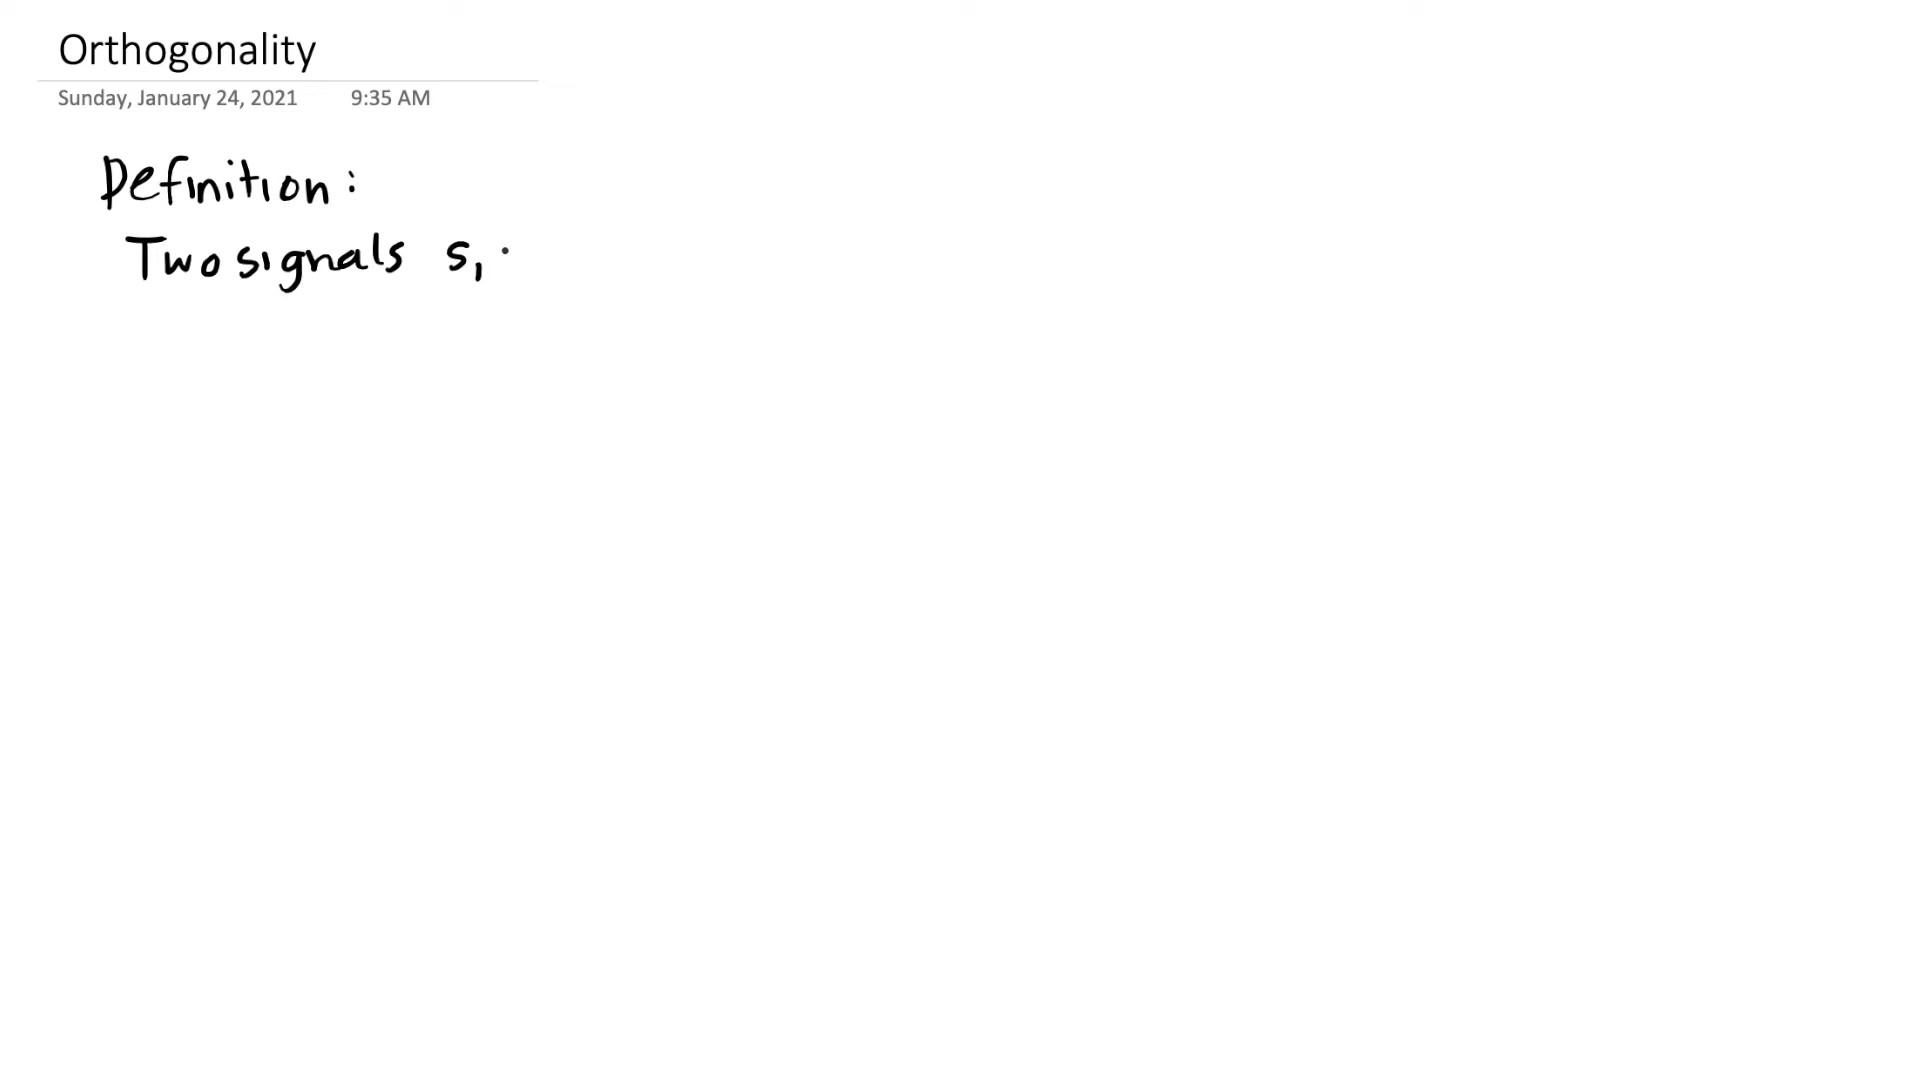 Orthogonality
Sunday, January 24, 2021 9:35 AM
Definition:
Two signals s₁